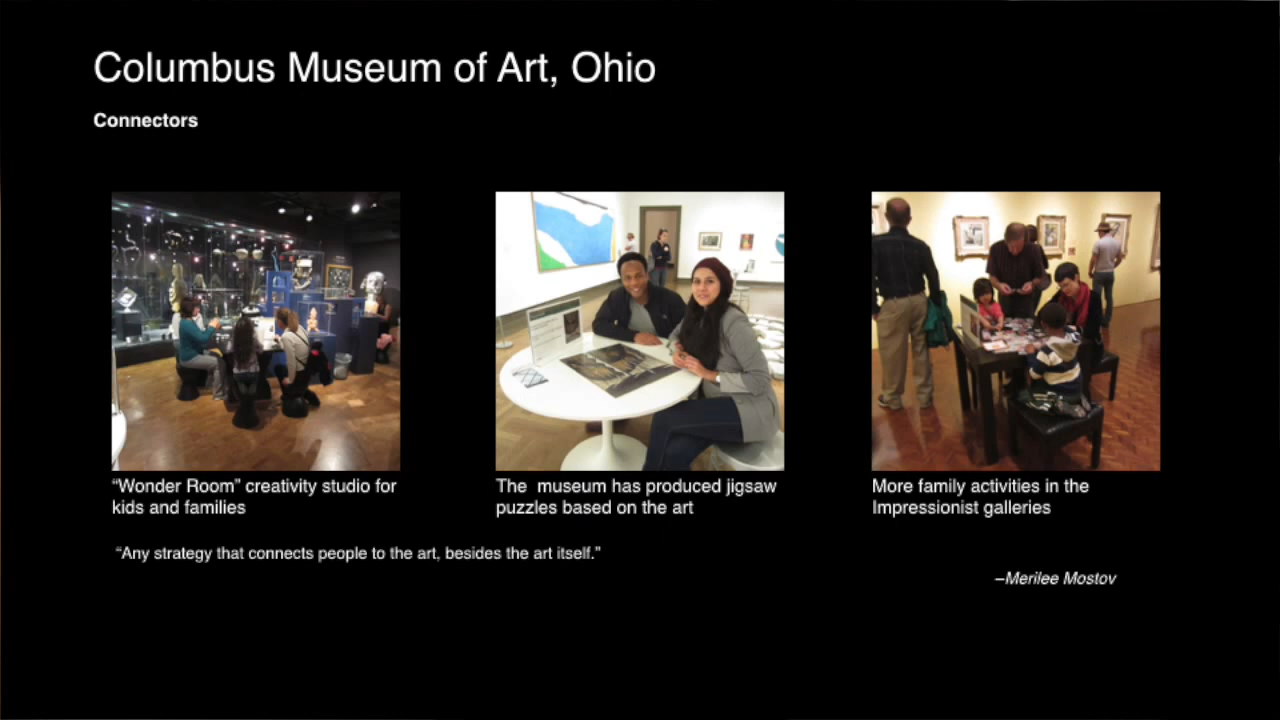 Columbus Museum of Art, Ohio
Connectors
“Wonder Room” creativity studio for
kids and families
The  museum has produced jigsaw
puzzles based on the art
More family activities in the
Impressionist galleries
“Any strategy that connects people to the art, besides the art itself.”
–Merilee Mostov